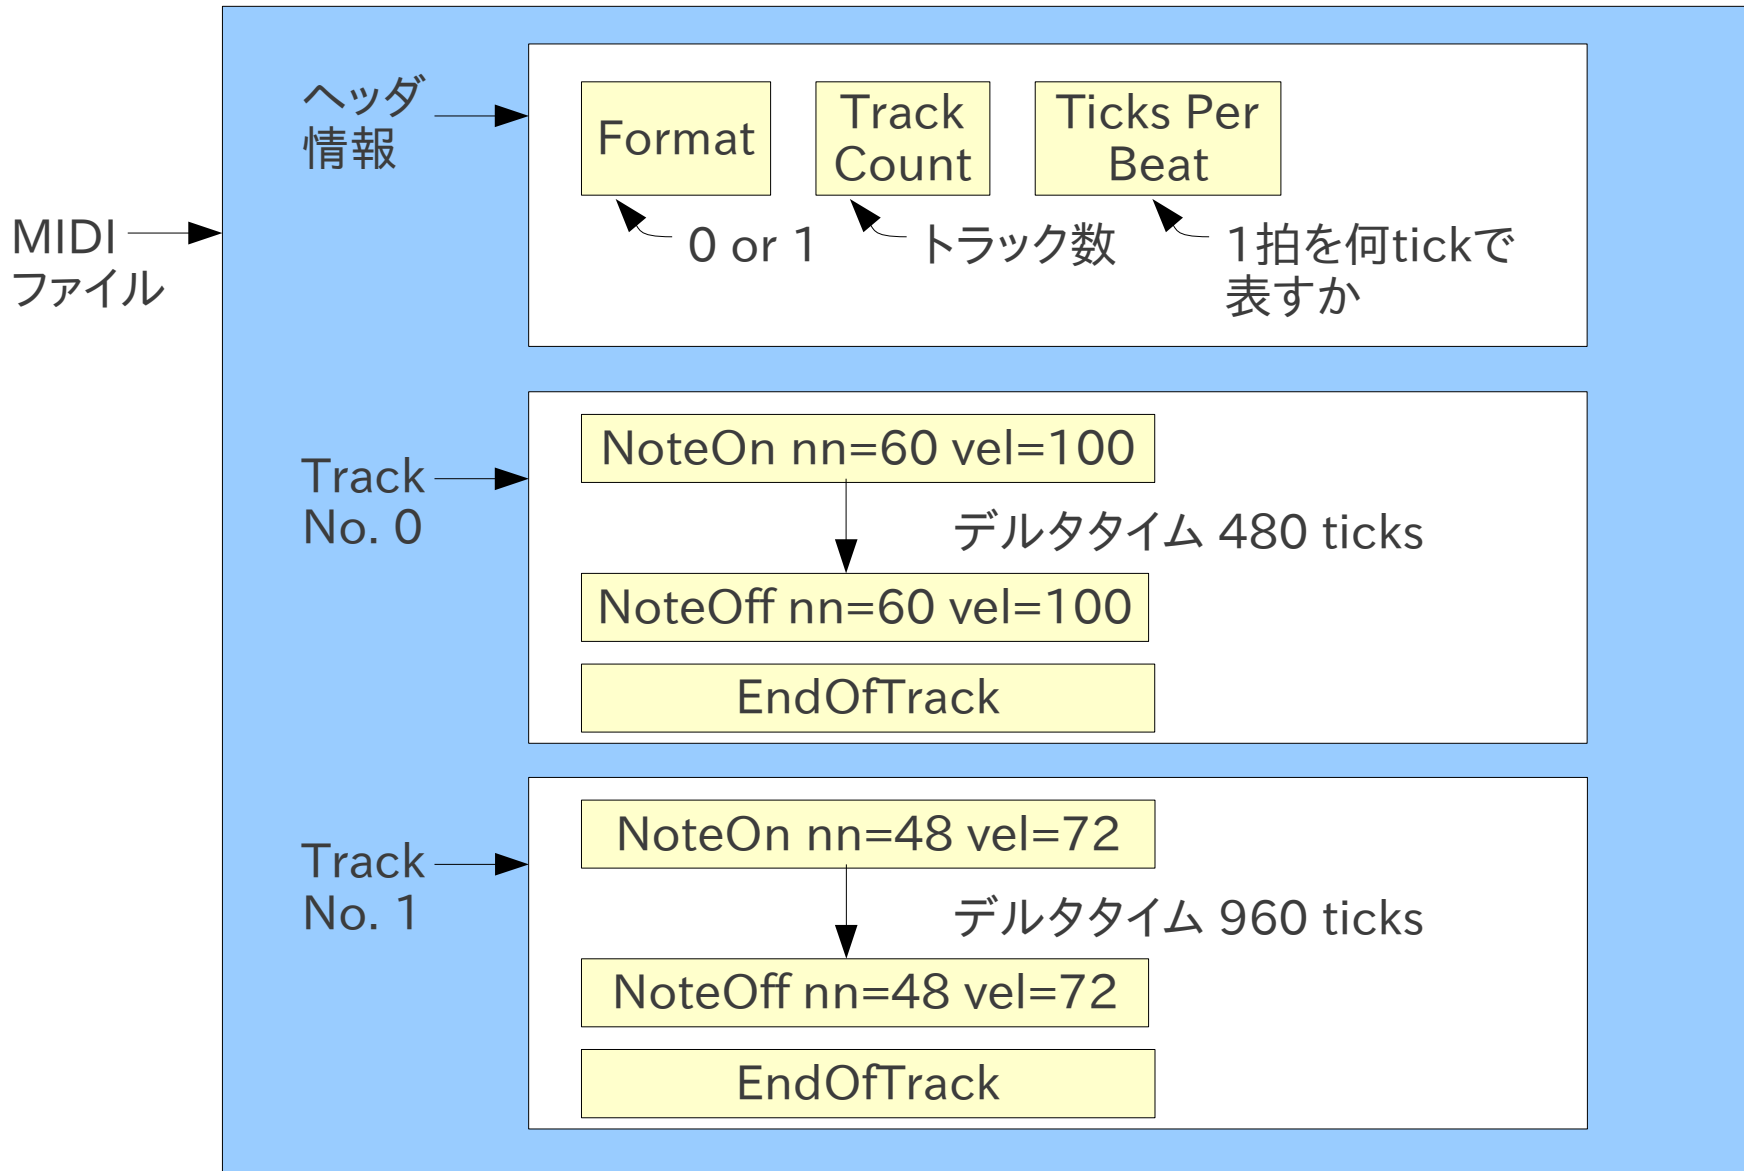 MIDI
ファイル
ヘッダ
情報
Format
Track
Count
Ticks Per
Beat
0 or 1
トラック数
1拍を何tickで
表すか
Track
No. 0
NoteOn nn=60 vel=100
デルタタイム 480 ticks
NoteOff nn=60 vel=100
EndOfTrack
Track
No. 1
NoteOn nn=48 vel=72
デルタタイム 960 ticks
NoteOff nn=48 vel=72
EndOfTrack